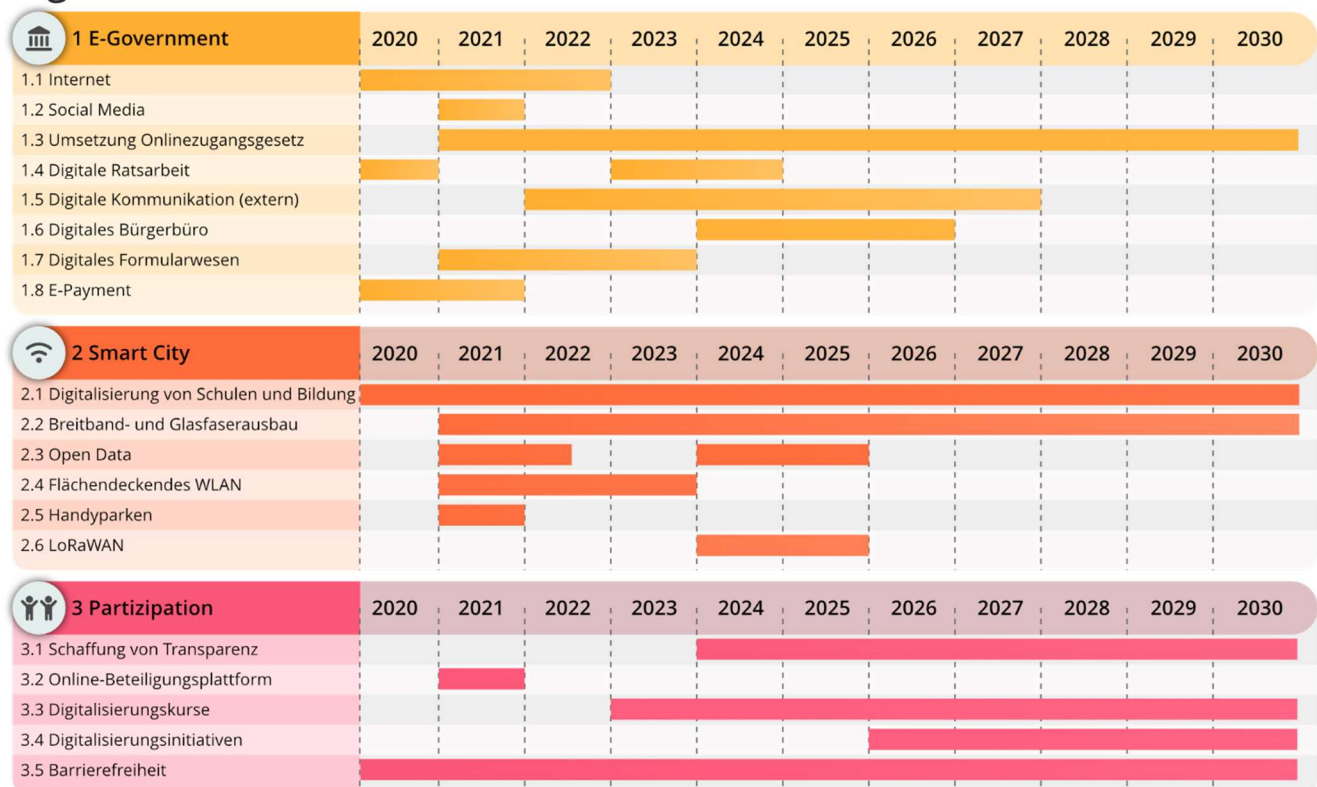 1 E-Government 2020 2021 2022 2023 2024 2025 2026 2027 2028 2029 2030
1.1 Internet
1.2 Social Media
1.3 Umsetzung Onlinezugangsgesetz
1.4 Digitale Ratsarbeit
1.5 Digitale Kommunikation (extern)
1.6 Digitales Bürgerbüro
1.7 Digitales Formularwesen
1.8 E-Payment
2 Smart City 2020 2021 2022 2023 2024 2025 2026 2027 2028 2029 2030
2.1 Digitalisierung von Schulen und Bildung
2.2 Breitband- und Glasfaserausbau
2.3 Open Data
2.4 Flächendeckendes WLAN
2.5 Handyparken
2.6 LoRaWAN
3 Partizipation 2020 2021 2022 2023 2024 2025 2026 2027 2028 2029 2030
3.1 Schaffung von Transparenz
3.2 Online-Beteiligungsplattform
3.3 Digitalisierungskurse
3.4 Digitalisierungsinitiativen
3.5 Barrierefreiheit